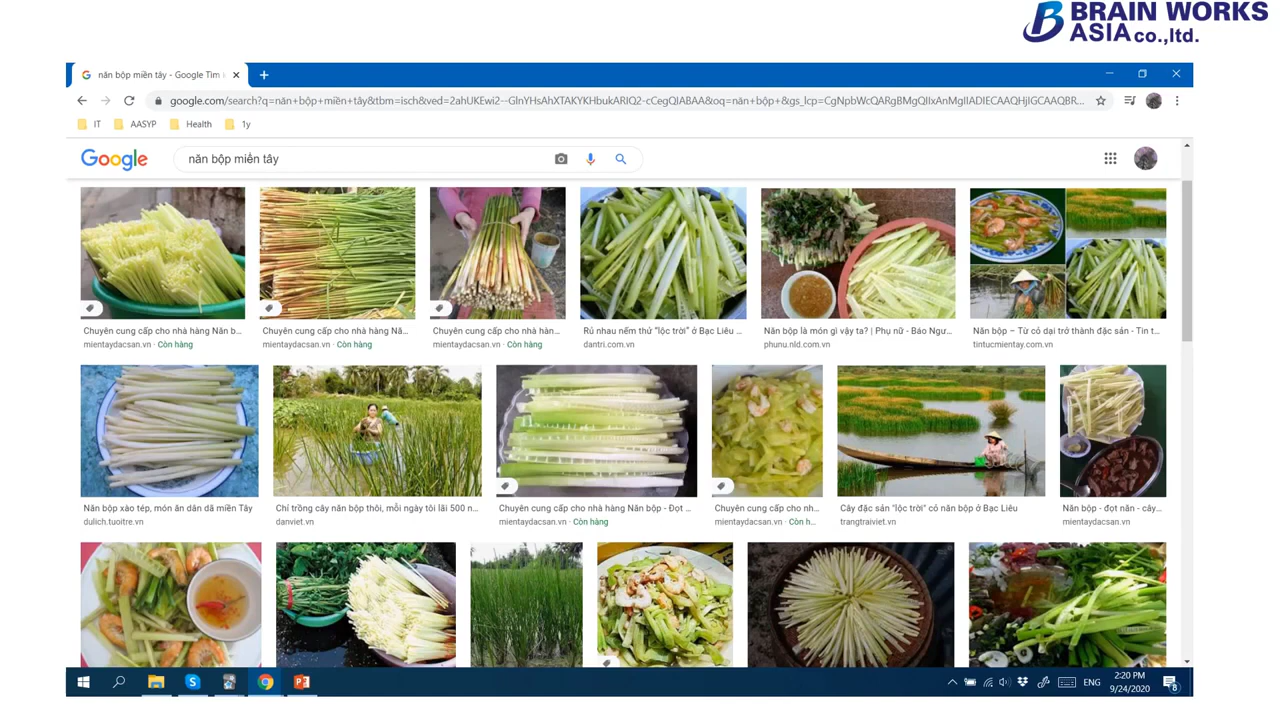 BRAIN WORKS
ASIA co.,ltd.
năn bộp miền tây - Google Tìm
google.com/search?q=năn+bộp+miền+tây&tbm=isch&ved=2ahUKEwi2--GlnYHsAhXTAKYKHbukARIQ2-cCegQIABAA&oq=năn+bộp+&gs_lcp=CgNpbWcQARgBMgQIIxAnMgIIADIECAAQHjIGCAAQBR...
IT AASYP Health 1y
Google năn bộp miền tây
Chuyên cung cấp cho nhà hàng Năn b...
mientaydacsan.vn · Còn hàng
Chuyên cung cấp cho nhà hàng Nă...
mientaydacsan.vn · Còn hàng
Chuyên cung cấp cho nhà hàn...
mientaydacsan.vn · Còn hàng
Rủ nhau nếm thử "lộc trời" ở Bạc Liêu ...
dantri.com.vn
Năn bộp là món gì vậy ta? | Phụ nữ - Báo Ngư...
phunu.nld.com.vn
Năn bộp – Từ cỏ dại trở thành đặc sản - Tin t...
tintucmientay.com.vn
Năn bộp xào tép, món ăn dân dã miền Tây
dulich.tuoitre.vn
Chỉ trồng cây năn bộp thôi, mỗi ngày tôi lãi 500 n...
danviet.vn
Chuyên cung cấp cho nhà hàng Năn bộp - Đọt ...
mientaydacsan.vn · Còn hàng
Chuyên cung cấp cho nh...
mientaydacsan.vn · Còn h...
Cây đặc sản "lộc trời" cỏ năn bộp ở Bạc Liêu
trangtraiviet.vn
Năn bộp - đọt năn - cây...
mientaydacsan.vn
ENG
2:20 PM
9/24/2020
8